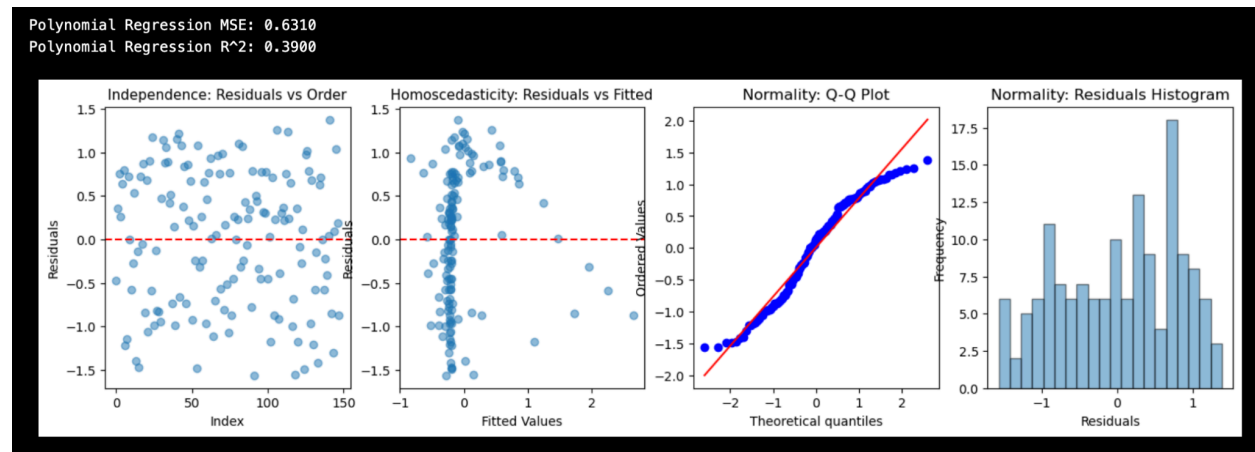 Polynomial Regression MSE: 0.6310
Polynomial Regression R^2: 0.3900
Independence: Residuals vs Order
Residuals
1.5
1.0
0.5
0.0
−0.5
−1.0
−1.5
0 50 100 150
Index
Homoscedasticity: Residuals vs Fitted
Residuals
1.5
1.0
0.5
0.0
−0.5
−1.0
−1.5
−1 0 1 2
Fitted Values
Normality: Q-Q Plot
Ordered Values
2.0
1.5
1.0
0.5
0.0
−0.5
−1.0
−1.5
−2.0
−2 −1 0 1 2
Theoretical quantiles
Normality: Residuals Histogram
Frequency
17.5
15.0
12.5
10.0
7.5
5.0
2.5
0.0
−1 0 1
Residuals